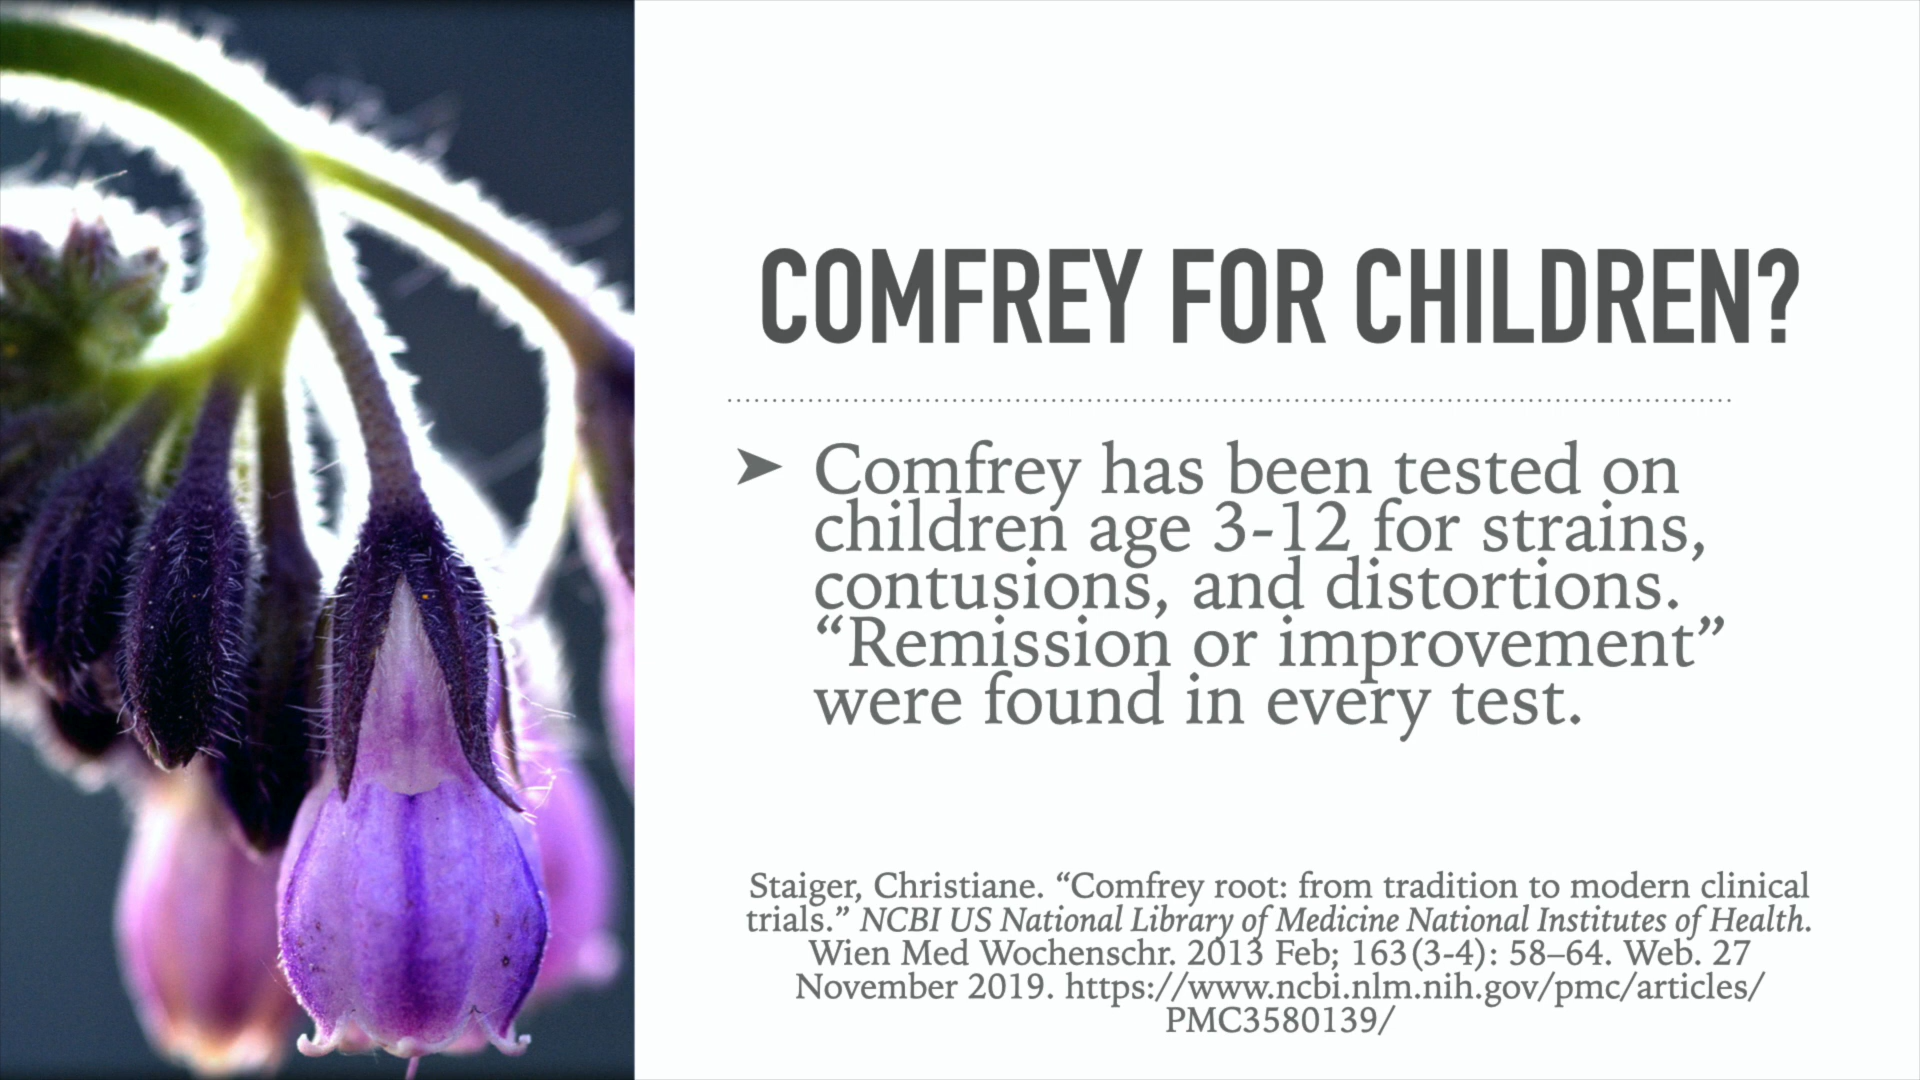 COMFREY FOR CHILDREN?
➤ Comfrey has been tested on
children age 3-12 for strains,
contusions, and distortions.
“Remission or improvement”
were found in every test.
Staiger, Christiane. “Comfrey root: from tradition to modern clinical
trials.” NCBI US National Library of Medicine National Institutes of Health.
Wien Med Wochenschr. 2013 Feb; 163(3-4): 58–64. Web. 27
November 2019. https://www.ncbi.nlm.nih.gov/pmc/articles/
PMC3580139/